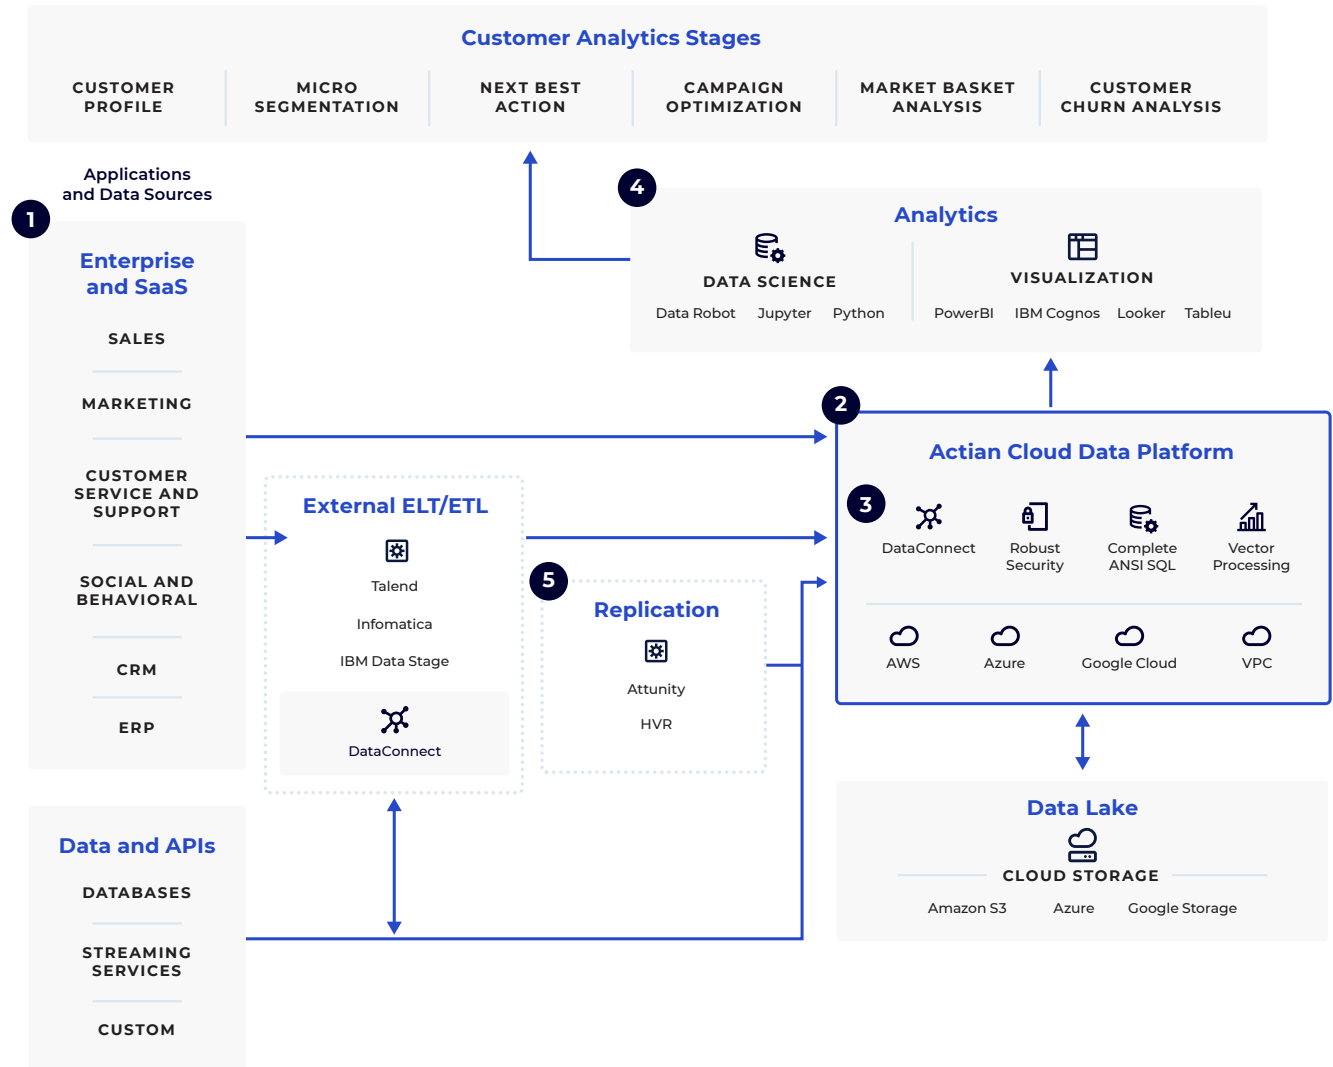 Customer Analytics Stages
CUSTOMER
PROFILE
MICRO
SEGMENTATION
NEXT BEST
ACTION
CAMPAIGN
OPTIMIZATION
MARKET BASKET
ANALYSIS
CUSTOMER
CHURN ANALYSIS
Applications
and Data Sources
1
Enterprise
and SaaS
SALES
MARKETING
CUSTOMER
SERVICE AND
SUPPORT
SOCIAL AND
BEHAVIORAL
CRM
ERP
Data and APIs
DATABASES
STREAMING
SERVICES
CUSTOM
External ELT/ETL
Talend
Infomatica
IBM Data Stage
DataConnect
5
Replication
Attunity
HVR
4
Analytics
DATA SCIENCE
Data Robot Jupyter Python
VISUALIZATION
PowerBI IBM Cognos Looker Tableu
2
Actian Cloud Data Platform
3
DataConnect
Robust
Security
Complete
ANSI SQL
Vector
Processing
AWS Azure Google Cloud VPC
Data Lake
CLOUD STORAGE
Amazon S3 Azure Google Storage